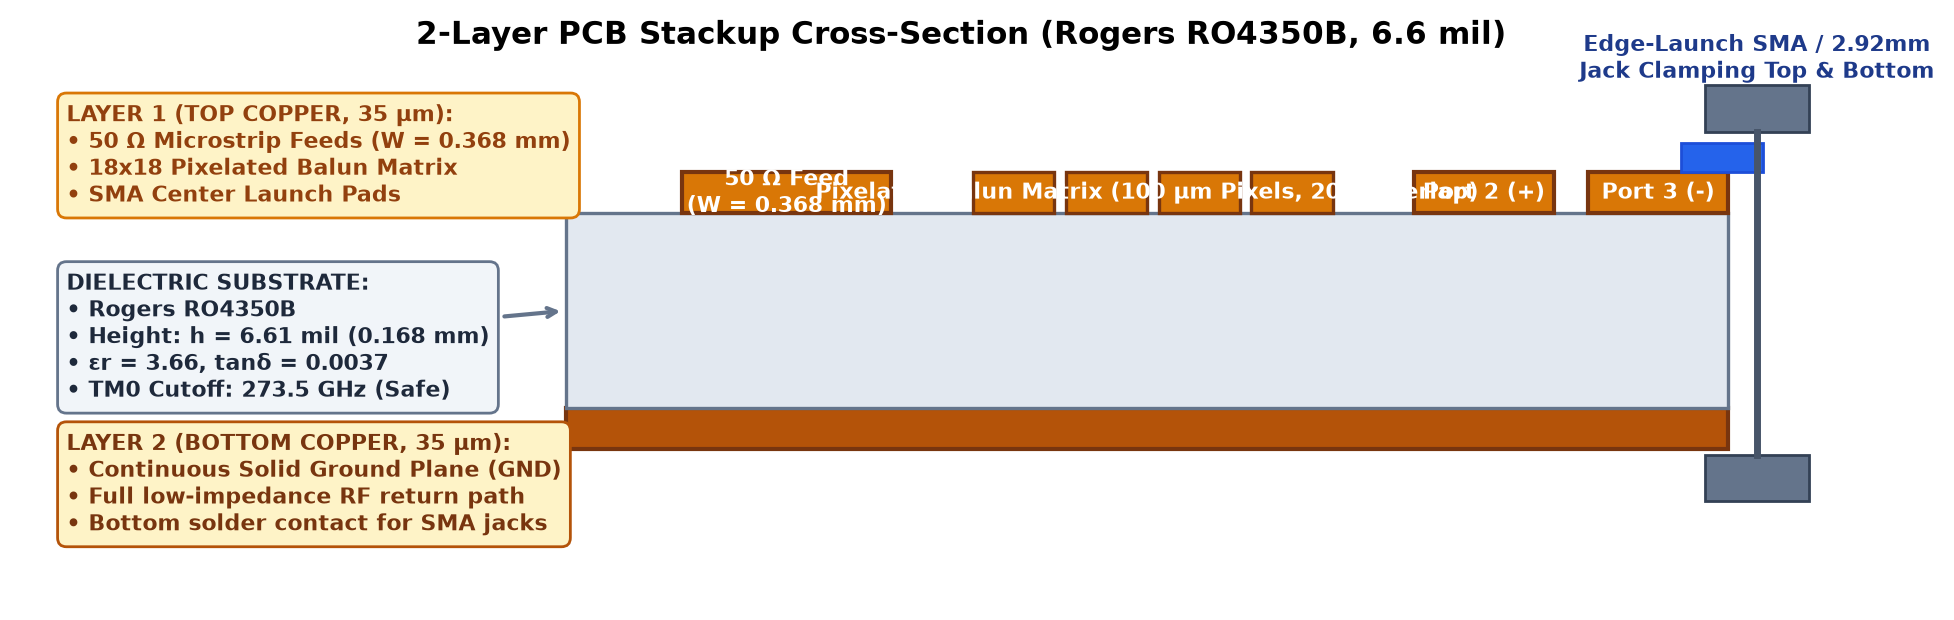 2-Layer PCB Stackup Cross-Section (Rogers RO4350B, 6.6 mil)
Edge-Launch SMA / 2.92mm
Jack Clamping Top & Bottom
LAYER 1 (TOP COPPER, 35 µm):
• 50 Ω Microstrip Feeds (W = 0.368 mm)
• 18x18 Pixelated Balun Matrix
• SMA Center Launch Pads
50 Ω Feed
(W = 0.368 mm)
Matrix (100 µm Pixels,
Port 2 (+)
Port 3 (-)
DIELECTRIC SUBSTRATE:
• Rogers RO4350B
• Height: h = 6.61 mil (0.168 mm)
• εr = 3.66, tanδ = 0.0037
• TM0 Cutoff: 273.5 GHz (Safe)
LAYER 2 (BOTTOM COPPER, 35 µm):
• Continuous Solid Ground Plane (GND)
• Full low-impedance RF return path
• Bottom solder contact for SMA jacks